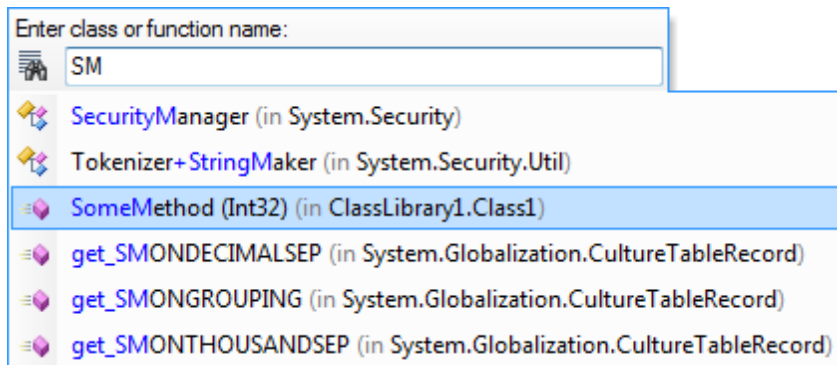 Enter class or function name:
SM
SecurityManager (in System.Security)
Tokenizer+StringMaker (in System.Security.Util)
SomeMethod (Int32) (in ClassLibrary1.Class1)
get_SMONDECIMALSEP (in System.Globalization.CultureTableRecord)
get_SMONGROUPING (in System.Globalization.CultureTableRecord)
get_SMONTHOUSANDSEP (in System.Globalization.CultureTableRecord)